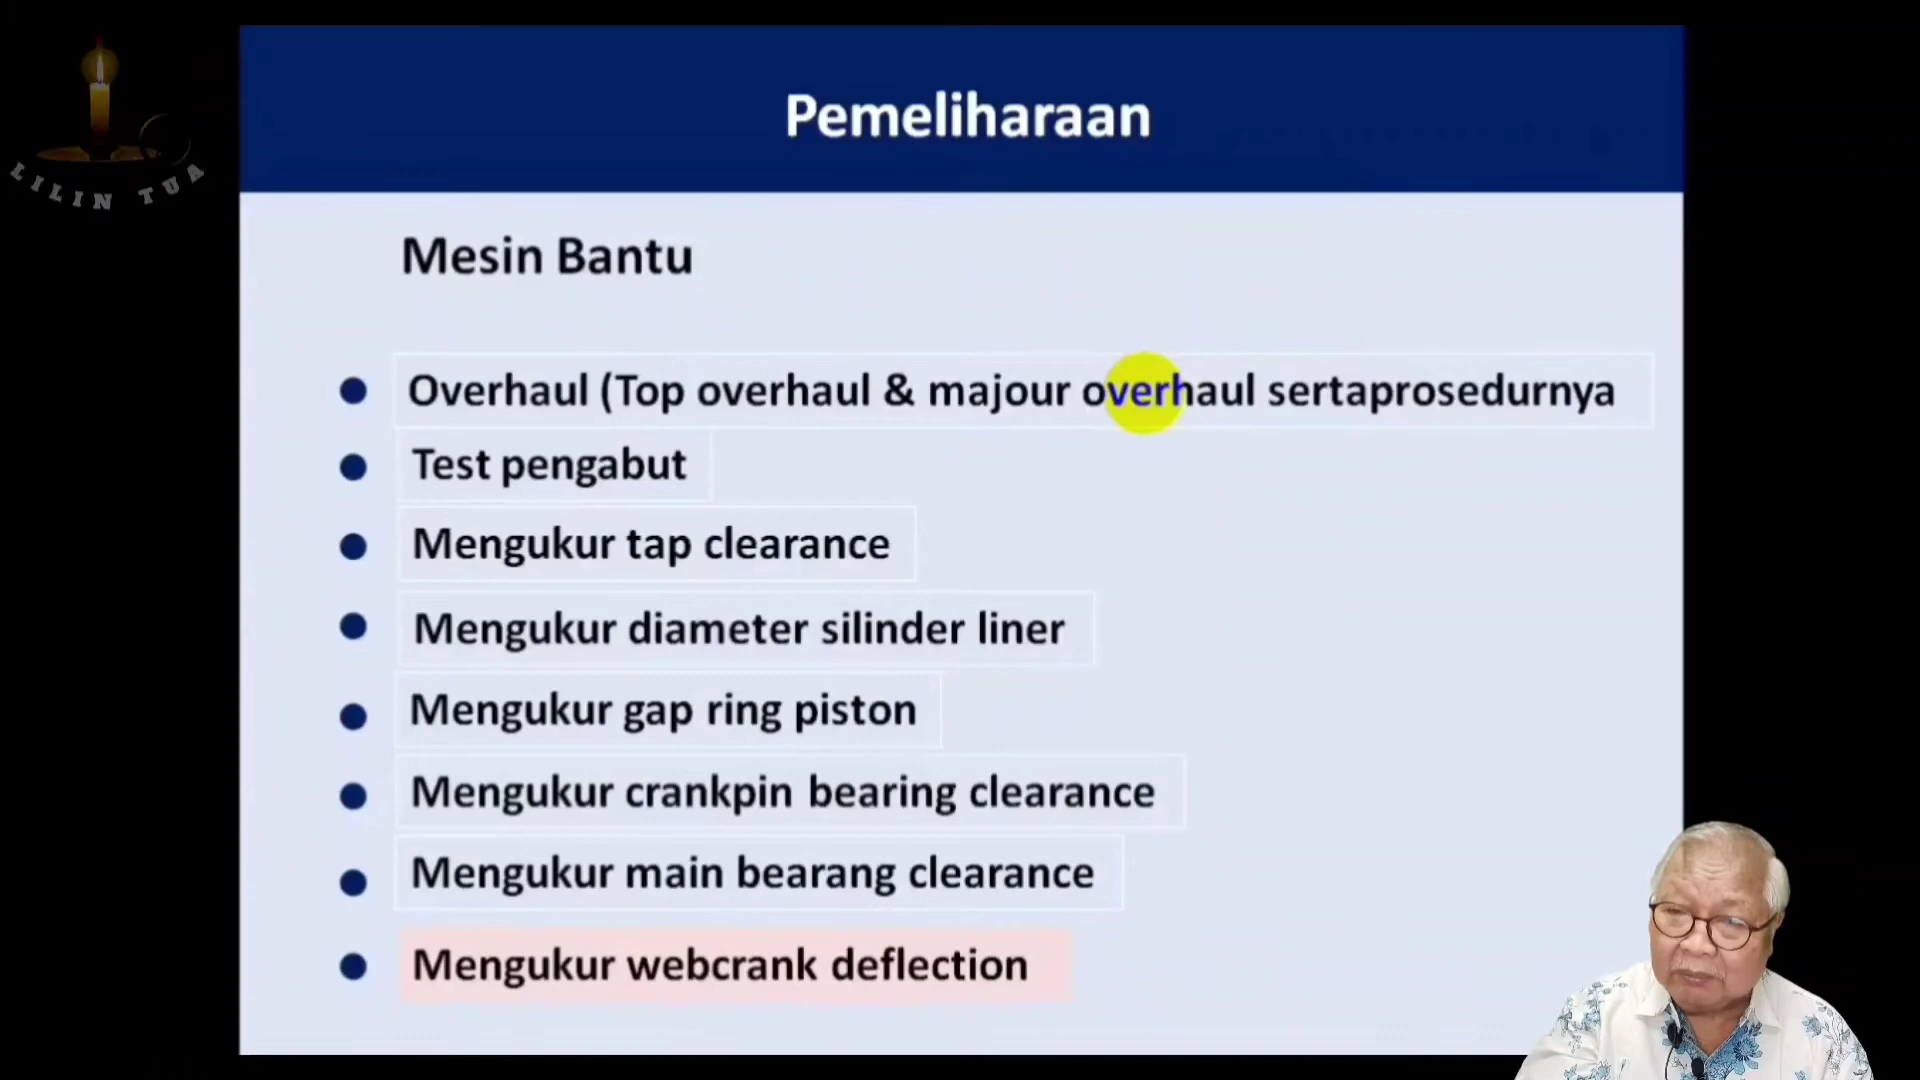 LILIN TUA
Pemeliharaan
Mesin Bantu
Overhaul (Top overhaul & majour overhaul sertaprosedurnya
Test pengabut
Mengukur tap clearance
Mengukur diameter silinder liner
Mengukur gap ring piston
Mengukur crankpin bearing clearance
Mengukur main bearang clearance
Mengukur webcrank deflection